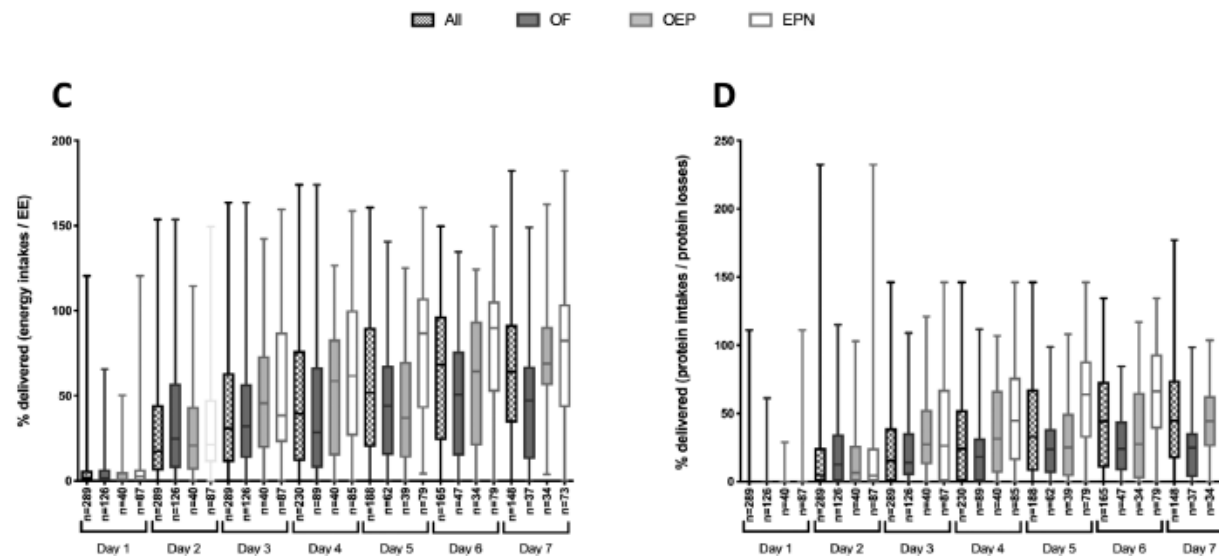 All OF OEP EPN
C
% delivered (energy intakes / EE)
200
150
100
50
0
n=289 n=126 n=40 n=87 n=289 n=126 n=40 n=87 n=289 n=126 n=40 n=87 n=230 n=89 n=40 n=85 n=188 n=62 n=39 n=79 n=165 n=47 n=34 n=79 n=148 n=37 n=34 n=73
Day 1 Day 2 Day 3 Day 4 Day 5 Day 6 Day 7
D
% delivered (protein intakes / protein losses)
250
200
150
100
50
0
n=289 n=126 n=40 n=87 n=289 n=126 n=40 n=87 n=289 n=126 n=40 n=87 n=230 n=89 n=40 n=85 n=188 n=62 n=39 n=79 n=165 n=47 n=34 n=79 n=148 n=37 n=34
Day 1 Day 2 Day 3 Day 4 Day 5 Day 6 Day 7